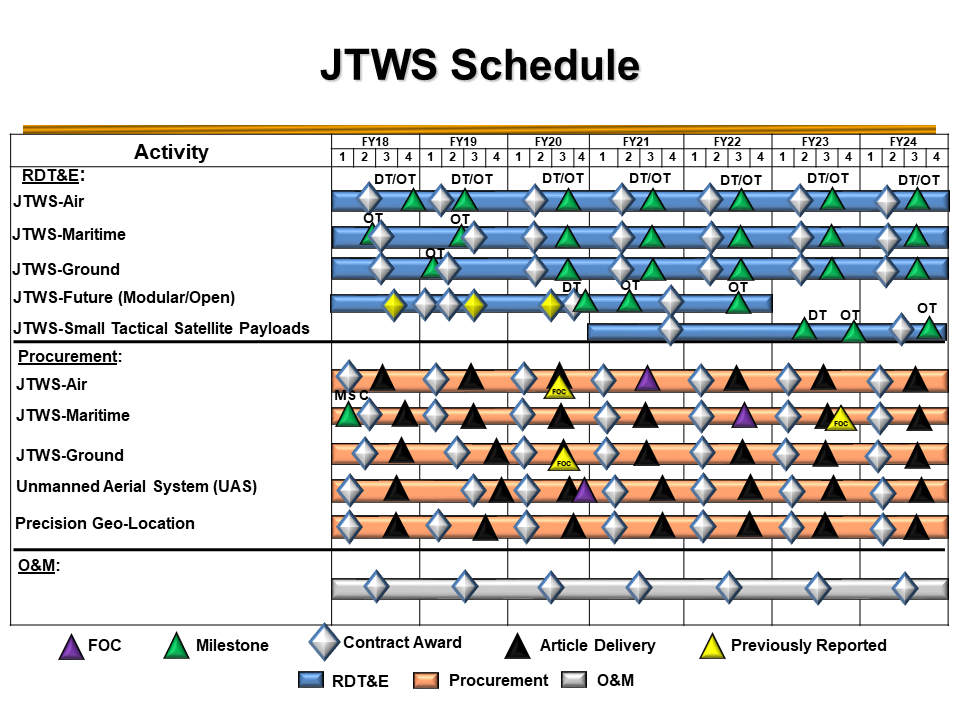 JTWS Schedule
Activity
FY18 FY19 FY20 FY21 FY22 FY23 FY24
1 2 3 4 1 2 3 4 1 2 3 4 1 2 3 4 1 2 3 4 1 2 3 4 1 2 3 4
RDT&E:
DT/OT DT/OT DT/OT DT/OT DT/OT DT/OT DT/OT
JTWS-Air
OT OT
JTWS-Maritime
OT
JTWS-Ground
DT OT OT
JTWS-Future (Modular/Open)
DT OT OT
JTWS-Small Tactical Satellite Payloads
Procurement:
JTWS-Air
FOC
MS C
JTWS-Maritime
FOC
JTWS-Ground
FOC
Unmanned Aerial System (UAS)
Precision Geo-Location
O&M:
FOC Milestone Contract Award Article Delivery Previously Reported
RDT&E Procurement O&M